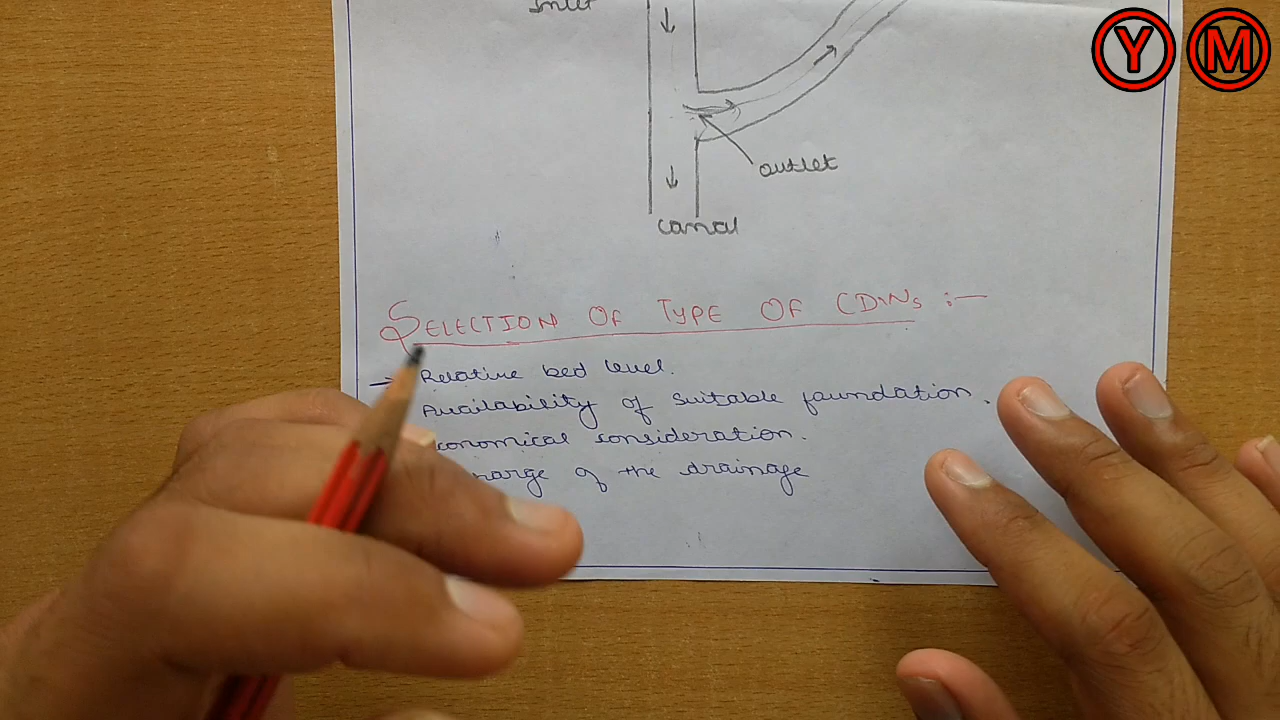 Y M
Inlet
outlet
canal
SELECTION OF TYPE OF CDWs :-
→ Relative bed level.
Availability of suitable foundation.
conomical consideration.
harge of the drainage